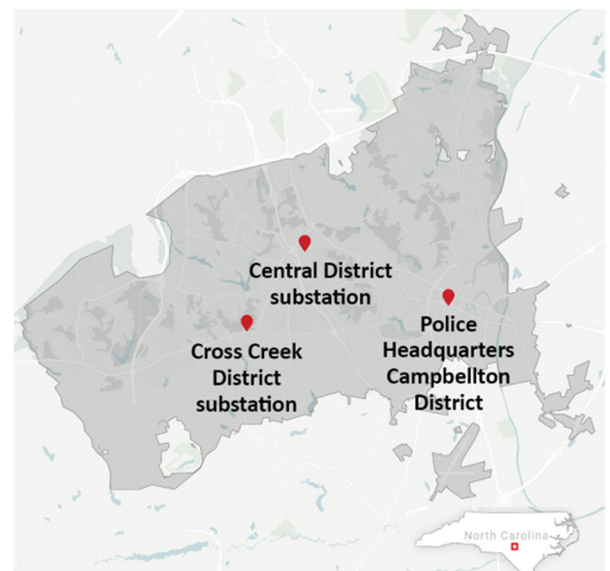 Central District
substation
Police
Headquarters
Campbellton
District
Cross Creek
District
substation
North Carolina